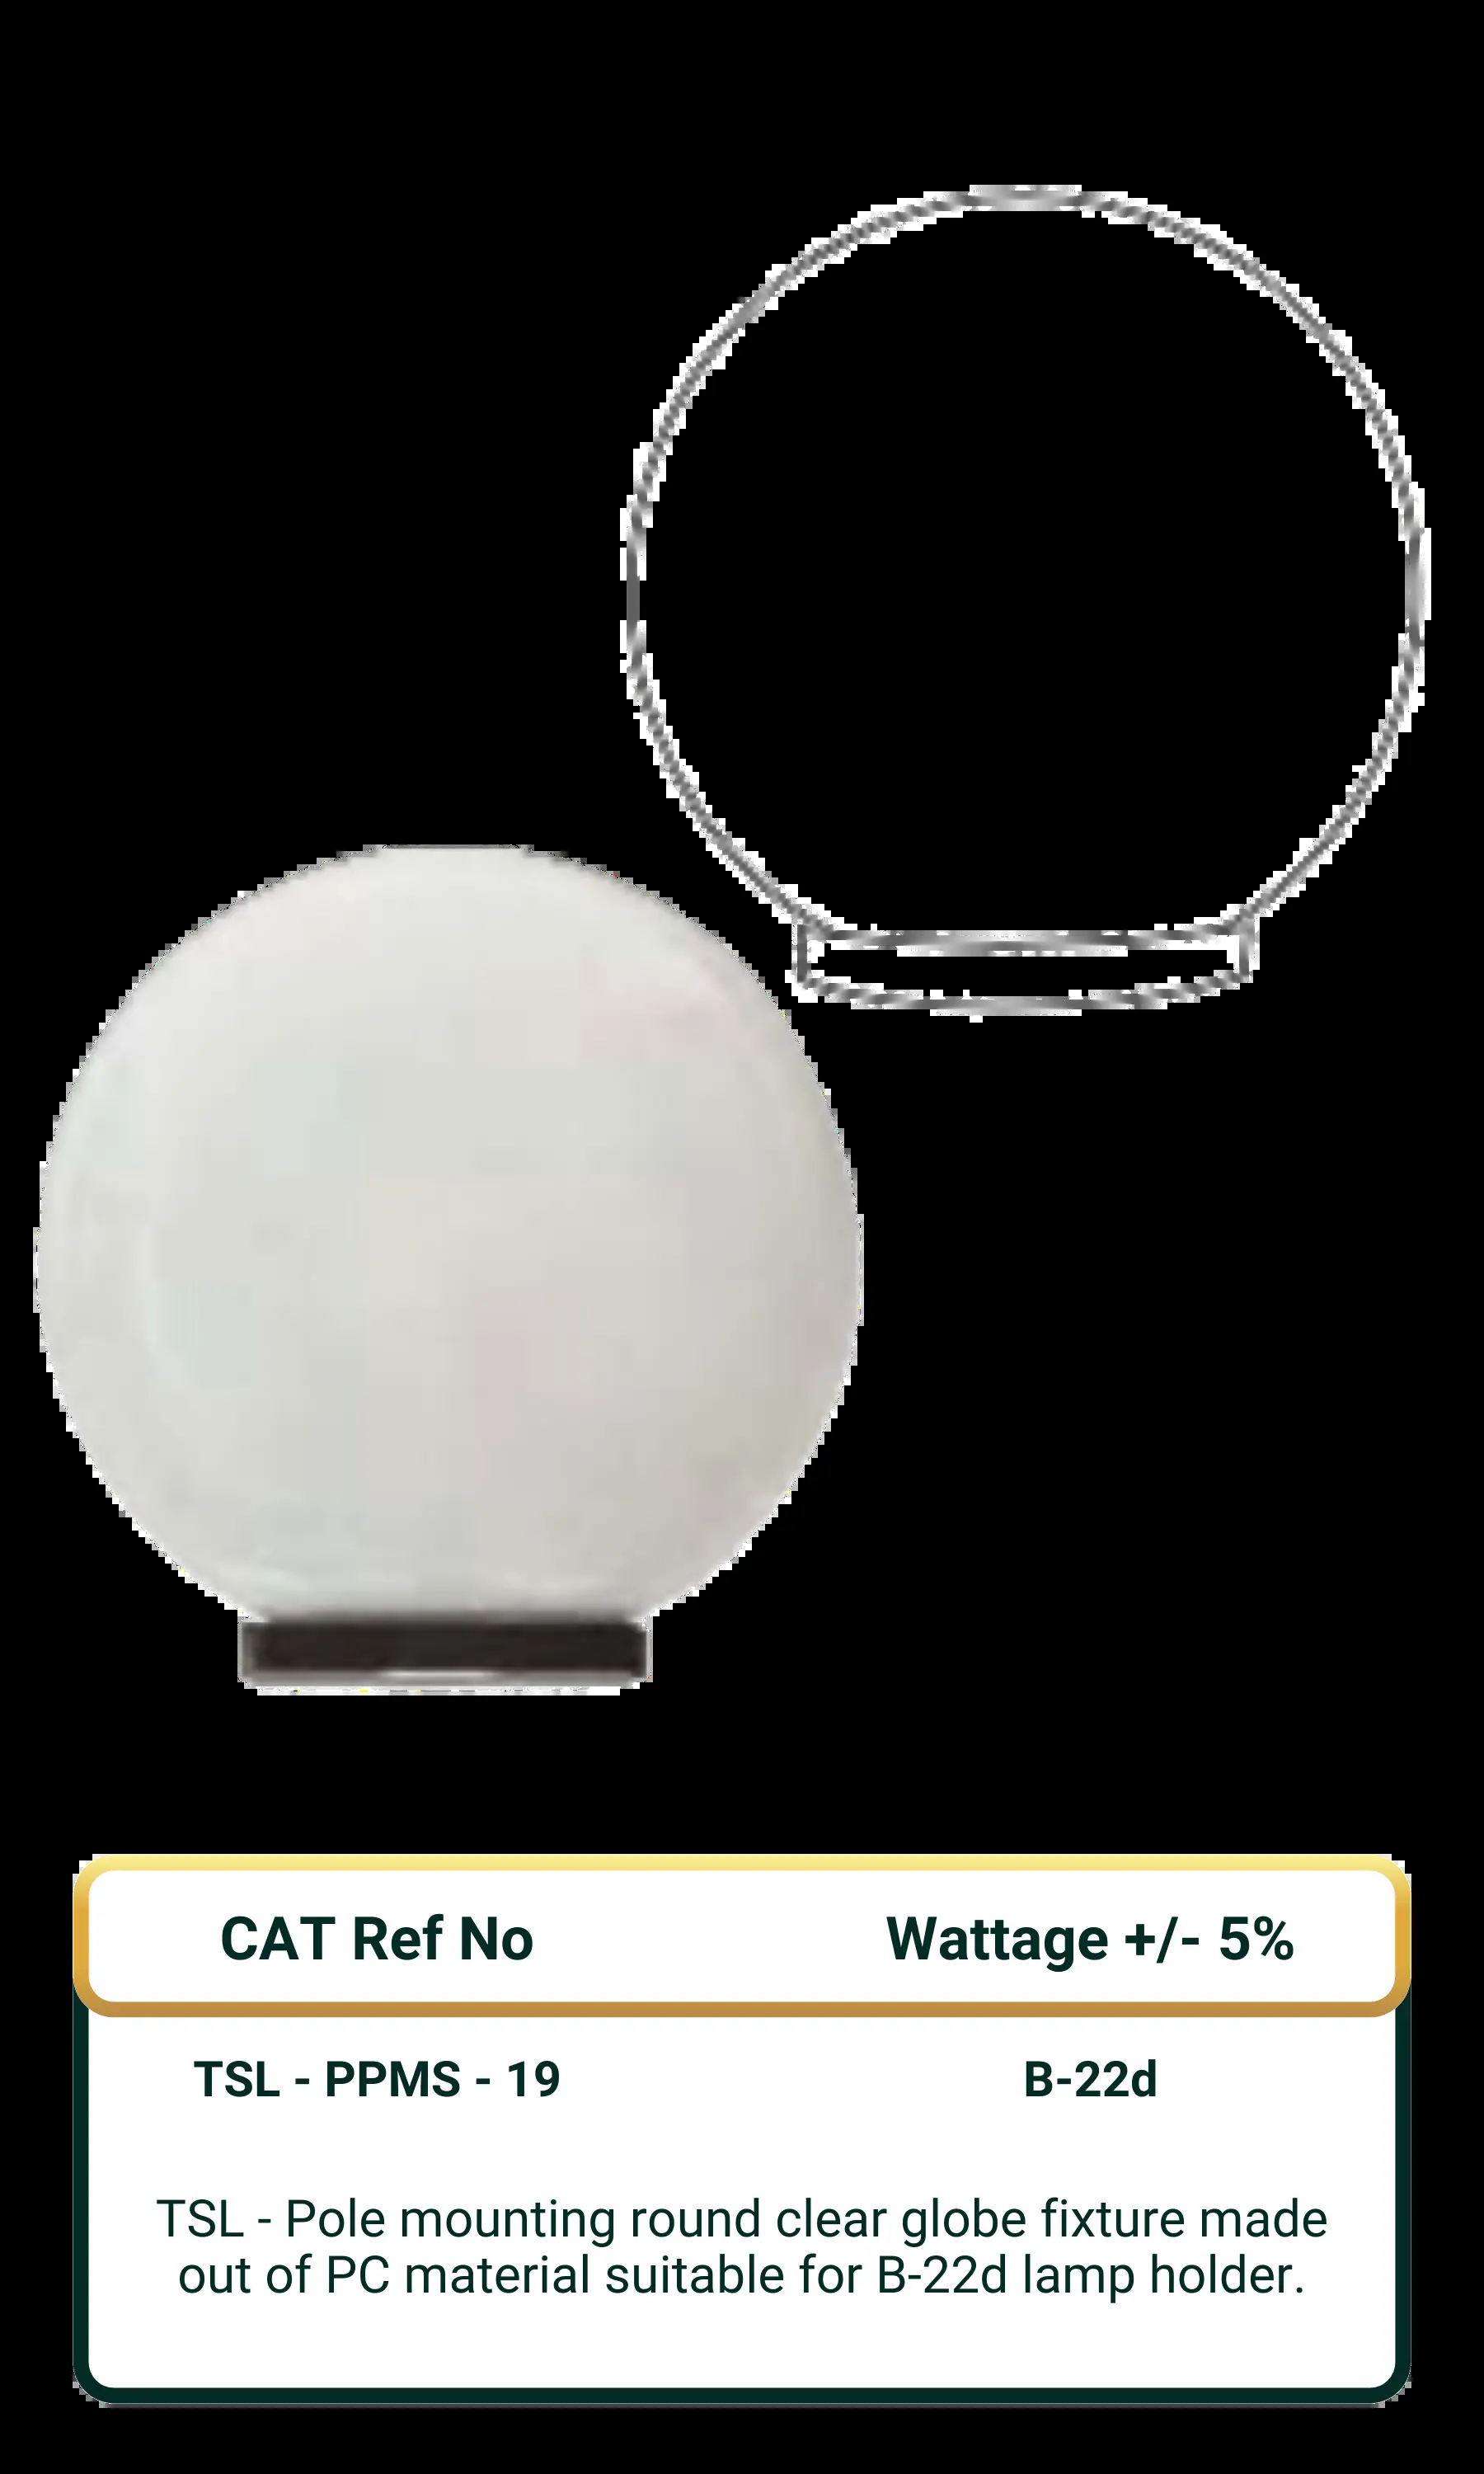 CAT Ref No
Wattage +/- 5%
TSL - PPMS - 19
B-22d
TSL - Pole mounting round clear globe fixture made
out of PC material suitable for B-22d lamp holder.